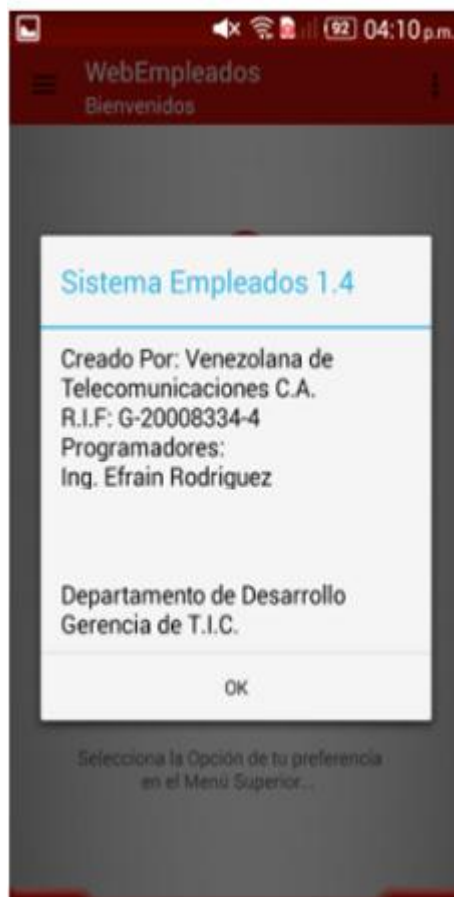 92 04:10 p.m.
WebEmpleados
Bienvenidos
Sistema Empleados 1.4
Creado Por: Venezolana de
Telecomunicaciones C.A.
R.I.F: G-20008334-4
Programadores:
Ing. Efrain Rodriguez
Departamento de Desarrollo
Gerencia de T.I.C.
OK
Selecciona la Opción de tu preferencia
en el Menú Superior...